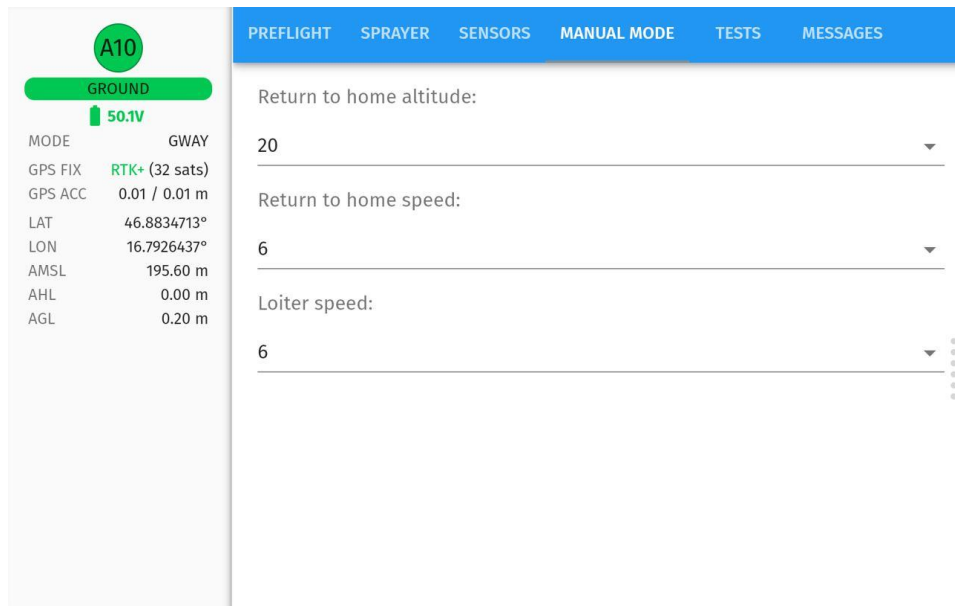 A10
GROUND
50.1V
MODE GWAY
GPS FIX RTK+ (32 sats)
GPS ACC 0.01 / 0.01 m
LAT 46.8834713°
LON 16.7926437°
AMSL 195.60 m
AHL 0.00 m
AGL 0.20 m
PREFLIGHT SPRAYER SENSORS MANUAL MODE TESTS MESSAGES
Return to home altitude:
20
Return to home speed:
6
Loiter speed:
6